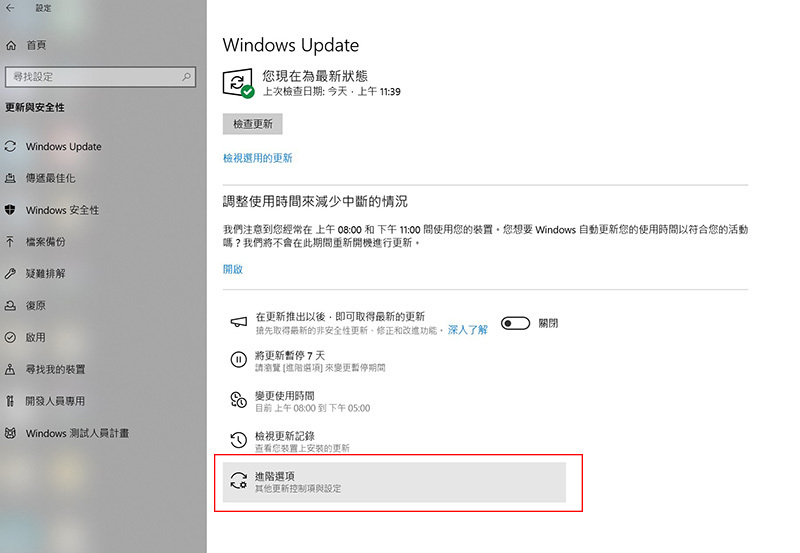 設定
首頁
尋找設定
更新與安全性
Windows Update
傳遞最佳化
Windows 安全性
檔案備份
疑難排解
復原
啟用
尋找我的裝置
開發人員專用
Windows 測試人員計畫
Windows Update
您現在為最新狀態
上次檢查日期: 今天，上午 11:39
檢查更新
檢視選用的更新
調整使用時間來減少中斷的情況
我們注意到您經常在 上午 08:00 和 下午 11:00 間使用您的裝置。您想要 Windows 自動更新您的使用時間以符合您的活動
嗎？我們將不會在此期間重新開機進行更新。
開啟
在更新推出以後，即可取得最新的更新
搶先取得最新的非安全性更新、修正和改進功能。 深入了解
關閉
將更新暫停 7 天
請瀏覽 [進階選項] 來變更暫停期間
變更使用時間
目前 上午 08:00 到 下午 05:00
檢視更新記錄
查看您裝置上安裝的更新
進階選項
其他更新控制項與設定